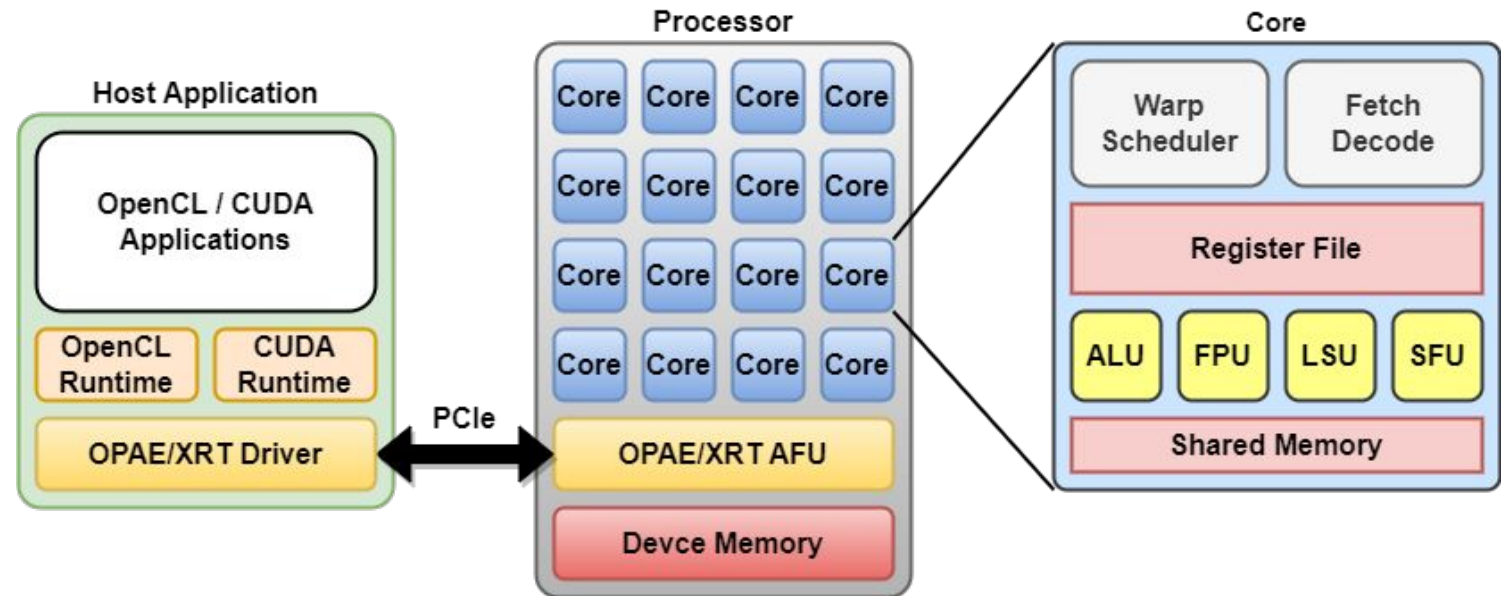 Host Application
OpenCL / CUDA
Applications
OpenCL
Runtime
CUDA
Runtime
OPAE/XRT Driver
PCIe
Processor
Core Core Core Core
Core Core Core Core
Core Core Core Core
Core Core Core Core
OPAE/XRT AFU
Devce Memory
Core
Warp
Scheduler
Fetch
Decode
Register File
ALU FPU LSU SFU
Shared Memory